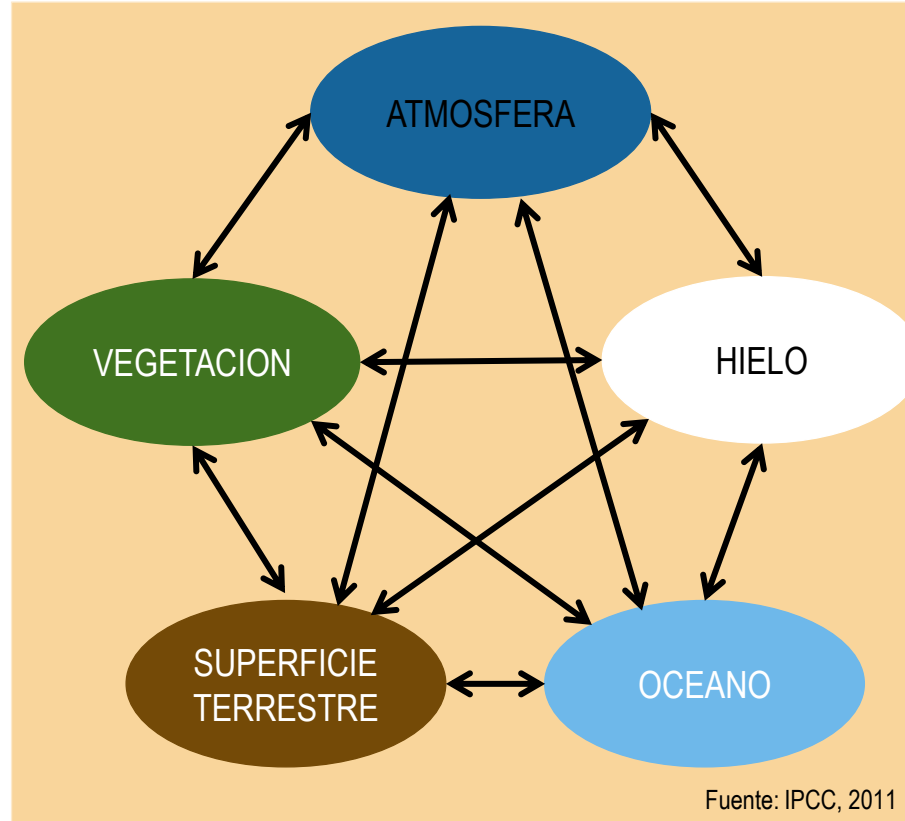 ATMOSFERA
VEGETACION
HIELO
SUPERFICIE
TERRESTRE
OCEANO
Fuente: IPCC, 2011